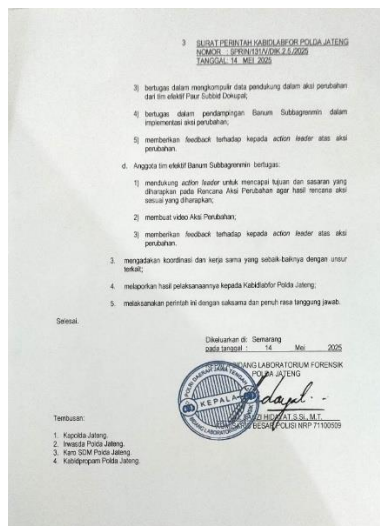 3 SURAT PERINTAH KABIDLABFOR POLDA JATENG
NOMOR : SPRIN/131/V/DIK.2.5./2025
TANGGAL: 14 MEI 2025
3) bertugas dalam mengkompulir data pendukung dalam aksi perubahan
dari tim efektif Paur Subbid Dokupal;
4) bertugas dalam pendampingan Banum Subbagrenmin dalam
implementasi aksi perubahan;
5) memberikan feedback terhadap kepada action leader atas aksi
perubahan.
d. Anggota tim efektif Banum Subbagrenmin bertugas:
1) mendukung action leader untuk mencapai tujuan dan sasaran yang
diharapkan pada Rencana Aksi Perubahan agar hasil rencana aksi
sesuai yang diharapkan;
2) membuat video Aksi Perubahan;
3) memberikan feedback terhadap kepada action leader atas aksi
perubahan.
3. mengadakan koordinasi dan kerja sama yang sebaik-baiknya dengan unsur
terkait;
4. melaporkan hasil pelaksanaannya kepada Kabidlabfor Polda Jateng;
5. melaksanakan perintah ini dengan saksama dan penuh rasa tanggung jawab.
Selesai.
Dikeluarkan di: Semarang
pada tanggal : 14 Mei 2025
BIDANG LABORATORIUM FORENSIK
POLDA JATENG
KEPALA
HIDAYAT,S.Si., M.T.
BESAR POLISI NRP 71100509
Tembusan:
1. Kapolda Jateng.
2. Irwasda Polda Jateng.
3. Karo SDM Polda Jateng.
4. Kabidpropam Polda Jateng.